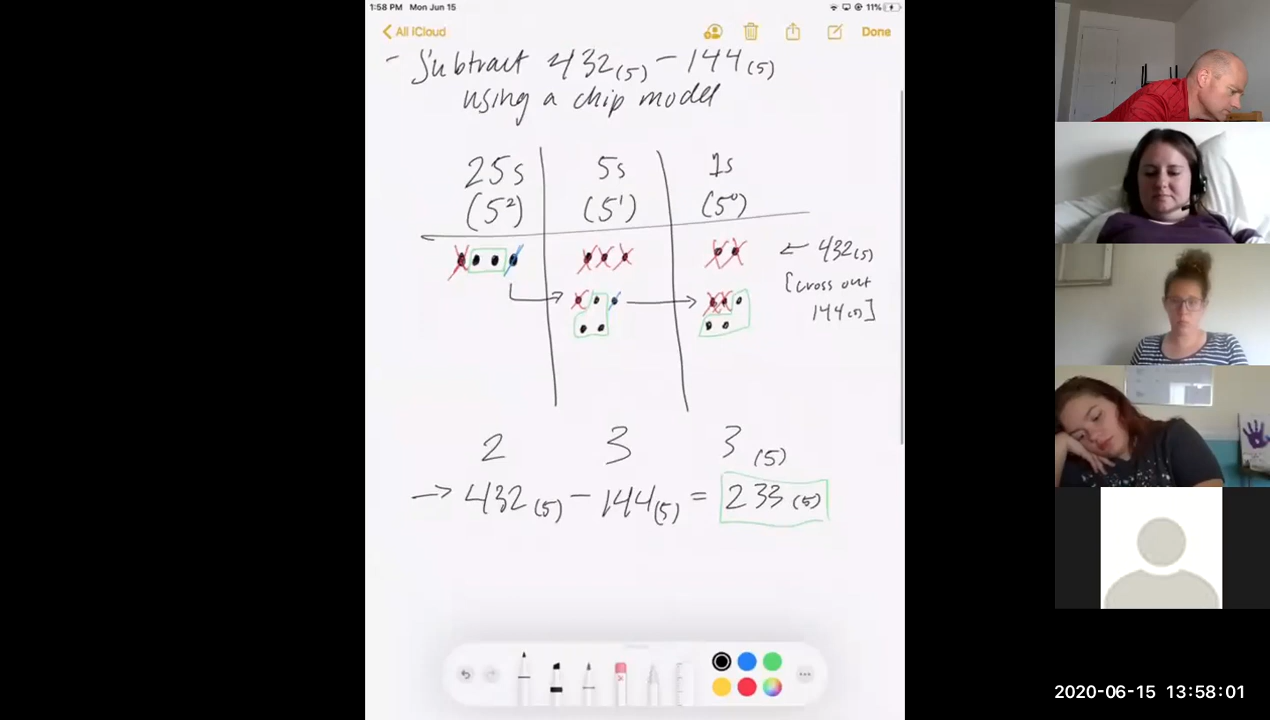 1:58 PM Mon Jun 15
11%
All iCloud
Done
- Subtract 432(5) - 144(5)
using a chip model
25s 5s 1s
(5²) (5¹) (5⁰)
← 432(5)
[cross out
144(5)]
2 3 3 (5)
→ 432(5) - 144(5) = 233(5)
2020-06-15 13:58:01